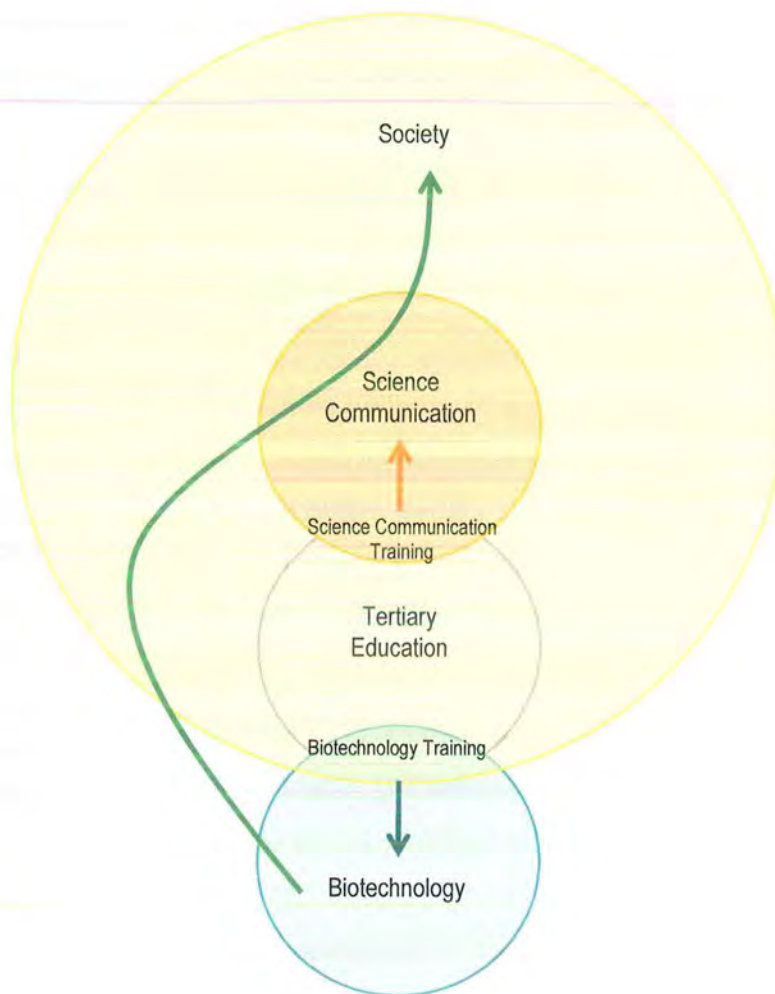 Society
Science
Communication
Science Communication
Training
Tertiary
Education
Biotechnology Training
Biotechnology